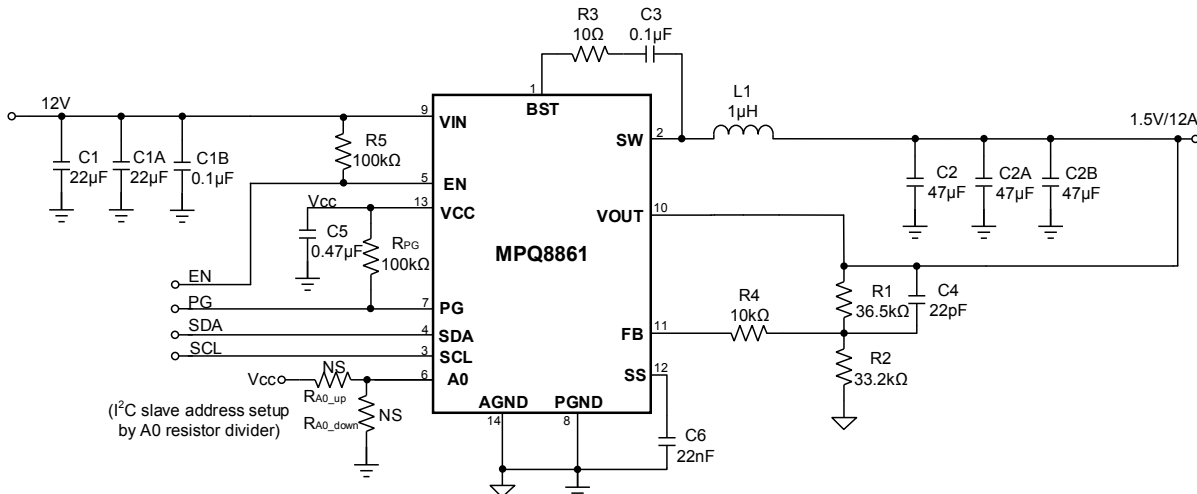 R3
10Ω
C3
0.1µF
1
BST
12V
9
VIN
C1
22µF
C1A
22µF
C1B
0.1µF
R5
100kΩ
5
EN
13
VCC
Vcc
C5
0.47µF
RPG
100kΩ
EN
PG
7
PG
SDA
4
SDA
SCL
3
SCL
Vcc
NS
6
A0
RA0_up
RA0_down
NS
(I²C slave address setup
by A0 resistor divider)
MPQ8861
AGND
14
PGND
8
SW
2
L1
1µH
1.5V/12A
C2
47µF
C2A
47µF
C2B
47µF
VOUT
10
R1
36.5kΩ
C4
22pF
FB
11
R4
10kΩ
R2
33.2kΩ
SS
12
C6
22nF